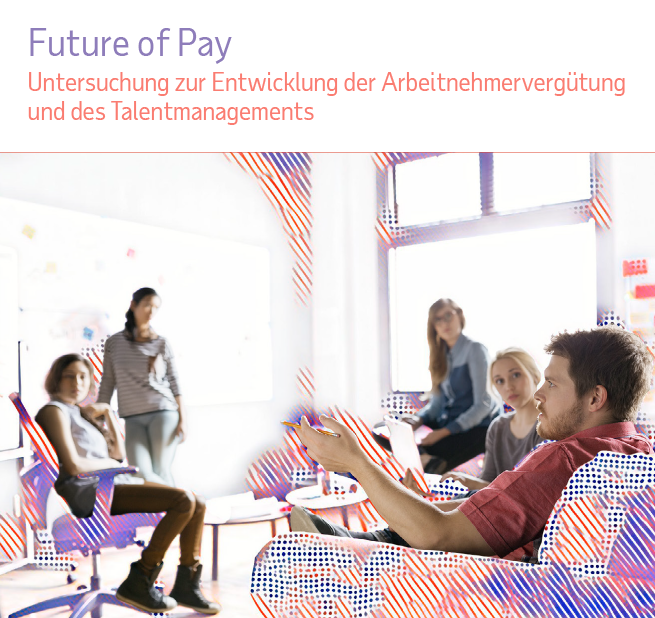 Future of Pay
Untersuchung zur Entwicklung der Arbeitnehmervergütung
und des Talentmanagements